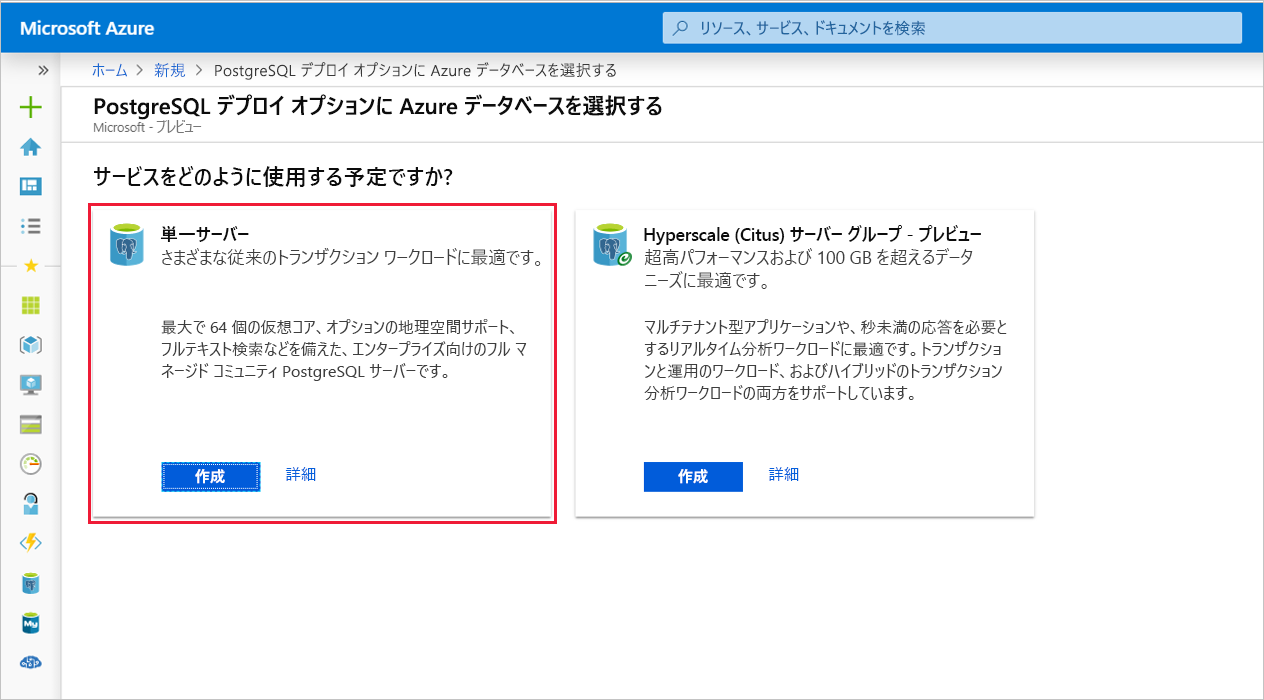 Microsoft Azure
リソース、サービス、ドキュメントを検索
ホーム > 新規 > PostgreSQL デプロイ オプションに Azure データベースを選択する
PostgreSQL デプロイ オプションに Azure データベースを選択する
Microsoft - プレビュー
サービスをどのように使用する予定ですか?
単一サーバー
さまざまな従来のトランザクション ワークロードに最適です。
最大で 64 個の仮想コア、オプションの地理空間サポート、
フルテキスト検索などを備えた、エンタープライズ向けのフル マ
ネージド コミュニティ PostgreSQL サーバーです。
作成 詳細
Hyperscale (Citus) サーバー グループ - プレビュー
超高パフォーマンスおよび 100 GB を超えるデータ
ニーズに最適です。
マルチテナント型アプリケーションや、秒未満の応答を必要と
するリアルタイム分析ワークロードに最適です。トランザクショ
ンと運用のワークロード、およびハイブリッドのトランザクション
分析ワークロードの両方をサポートしています。
作成 詳細
My